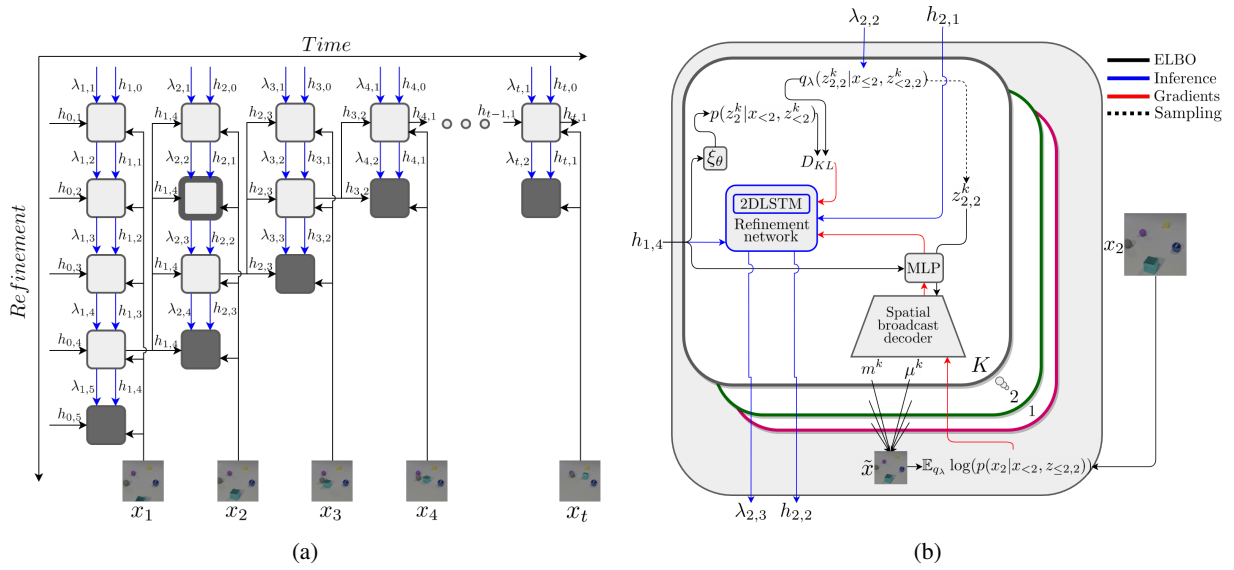 Time
Refinement
λ1,1 h1,0 λ2,1 h2,0 λ3,1 h3,0 λ4,1 h4,0 λt,1 ht,0
h0,1 h1,4 h2,3 h3,2 h4,1 ht−1,1 ht,1
λ1,2 h1,1 λ2,2 h2,1 λ3,2 h3,1 λ4,2 h4,1 λt,2 ht,1
h0,2 h1,4 h2,3 h3,2
λ1,3 h1,2 λ2,3 h2,2 λ3,3 h3,2
h0,3 h1,4 h2,3
λ1,4 h1,3 λ2,4 h2,3
h0,4 h1,4
λ1,5 h1,4
h0,5
x1 x2 x3 x4 xt
(a)
λ2,2 h2,1
ELBO
Inference
Gradients
Sampling
qλ(z^k_2,2|x≤2, z^k_<2,2)
p(z^k_2|x<2, z^k_<2)
ξθ
DKL
z^k_2,2
2DLSTM
Refinement
network
h1,4
x2
MLP
Spatial
broadcast
decoder
m^k μ^k
K
2
1
x̃
𝔼qλ log(p(x2|x<2, z≤2,2))
λ2,3 h2,2
(b)